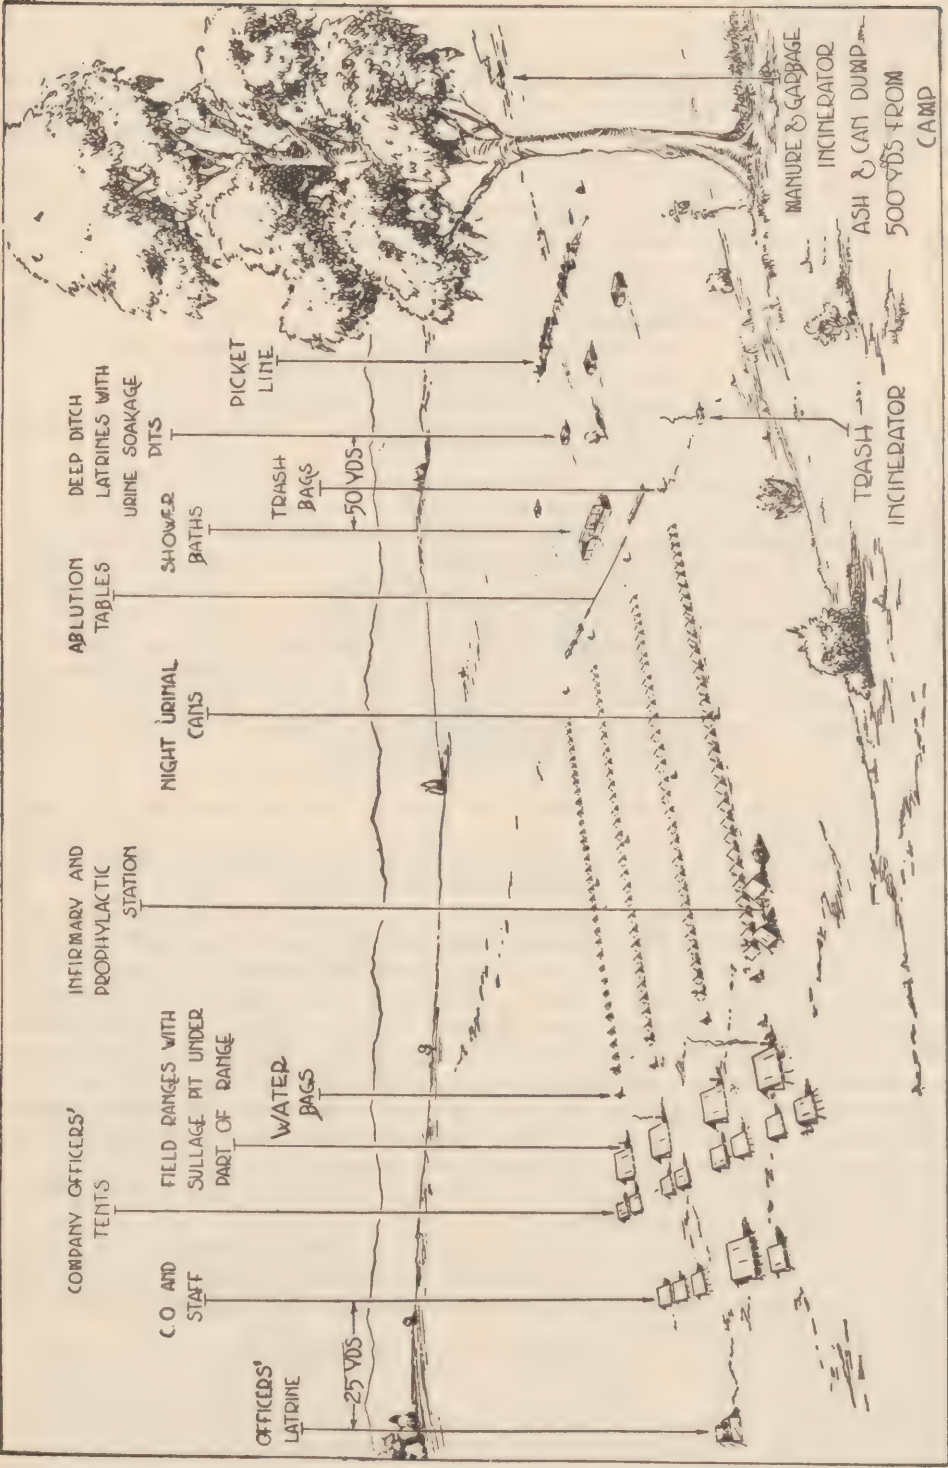 OFFICERS'
LATRINE
25 YDS
C.O AND
STAFF
COMPANY OFFICERS'
TENTS
FIELD RANGES WITH
SULLAGE PIT UNDER
PART OF RANGE
WATER
BAGS
INFIRMARY AND
PROPHYLACTIC
STATION
NIGHT URINAL
CANS
ABLUTION
TABLES
SHOWER
BATHS
DEEP DITCH
LATRINES WITH
URINE SOAKAGE
PITS
TRASH
BAGS
50 YDS
PICKET
LINE
TRASH
INCINERATOR
MANURE & GARBAGE
INCINERATOR
ASH & CAN DUMP
500 YDS FROM
CAMP